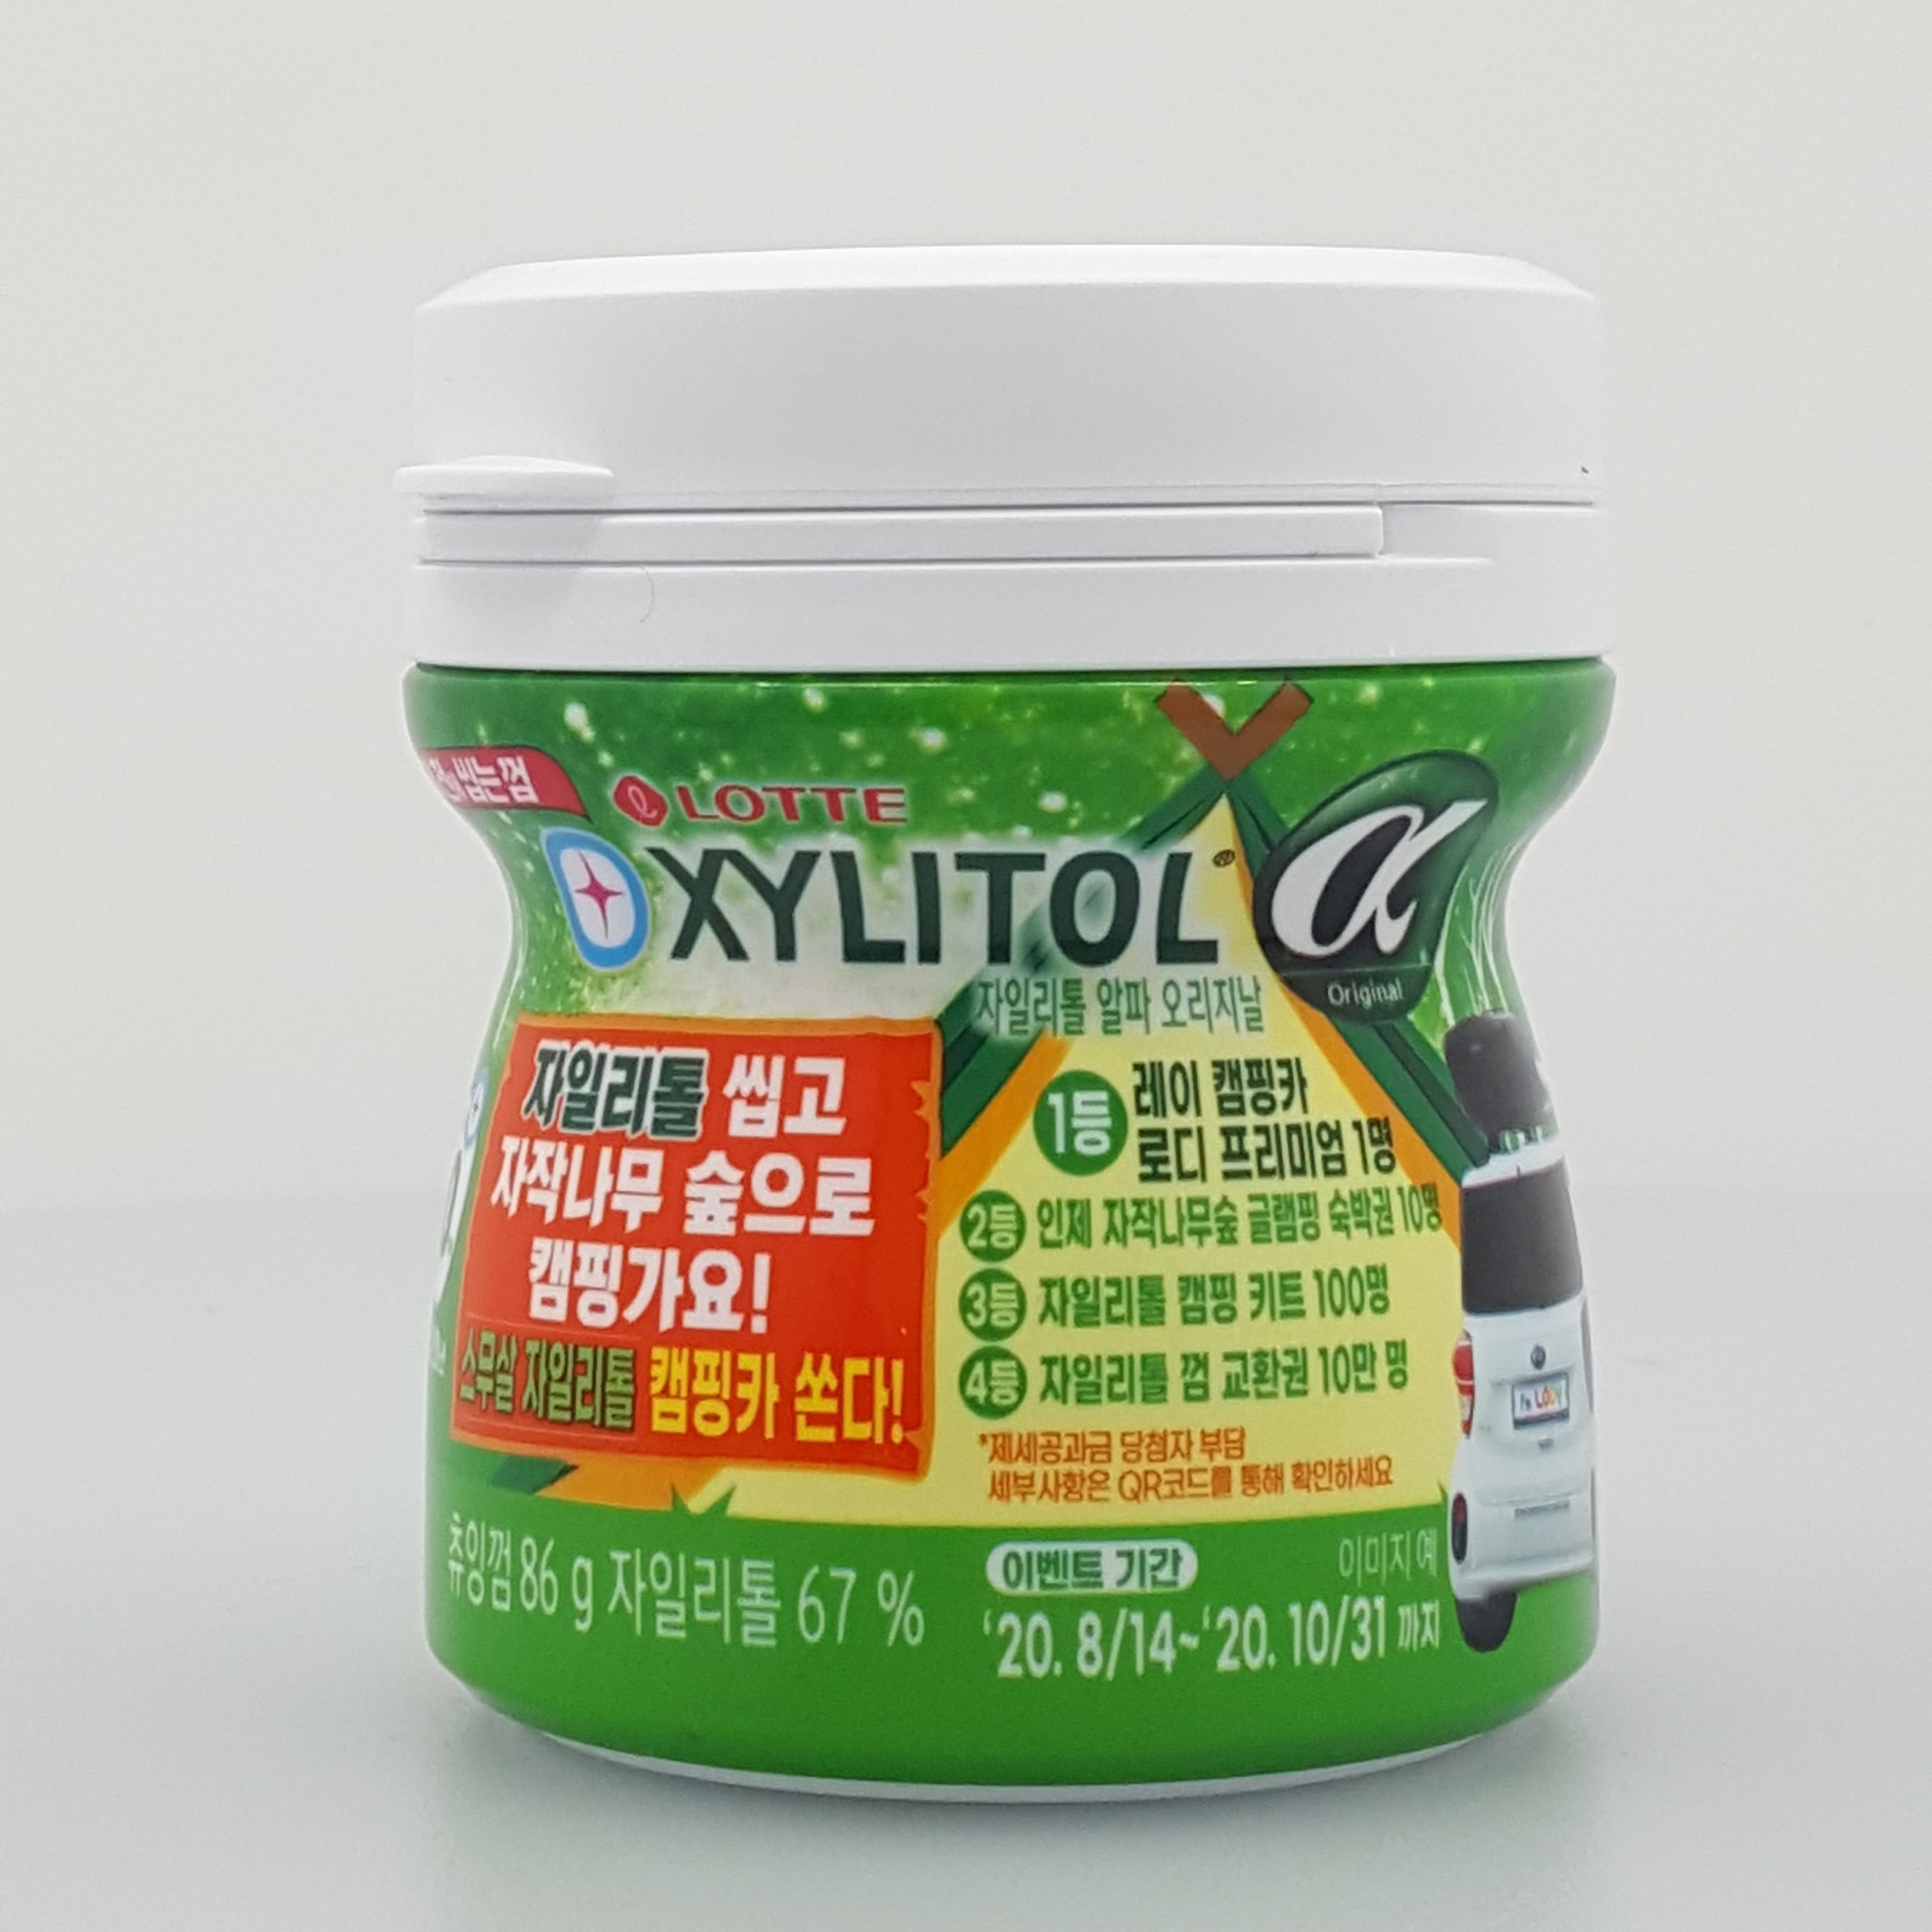 씹는 껌
LOTTE
XYLITOL®
α
Original
자일리톨 알파 오리지날
자일리톨 씹고
자작나무 숲으로
캠핑가요!
스무살 자일리톨 캠핑카 쏜다!
1등 레이 캠핑카
로디 프리미엄 1명
2등 인제 자작나무숲 글램핑 숙박권 10명
3등 자일리톨 캠핑 키트 100명
4등 자일리톨 껌 교환권 10만 명
*제세공과금 당첨자 부담
세부사항은 QR코드를 통해 확인하세요
I'm LODY
츄잉껌 86 g 자일리톨 67 %
이벤트 기간
이미지 예
'20. 8/14~'20. 10/31 까지